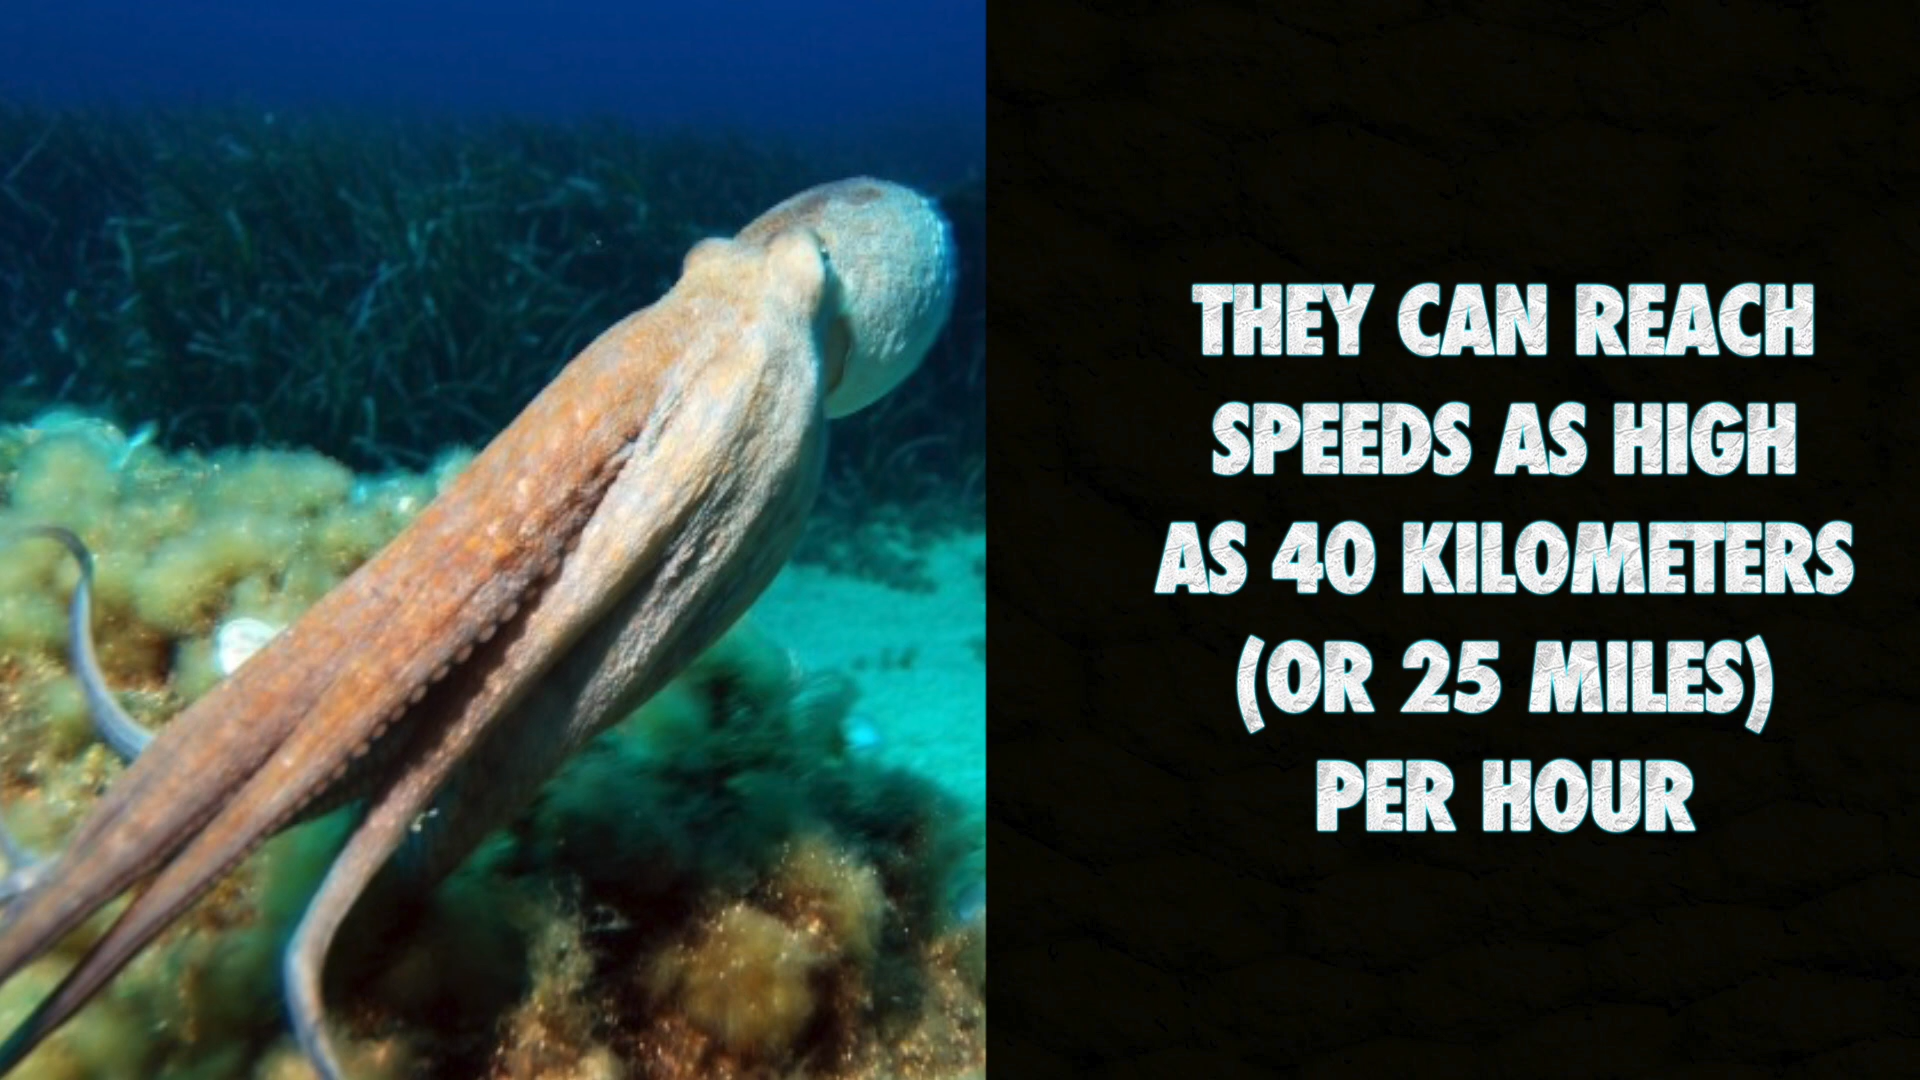 THEY CAN REACH
SPEEDS AS HIGH
AS 40 KILOMETERS
(OR 25 MILES)
PER HOUR